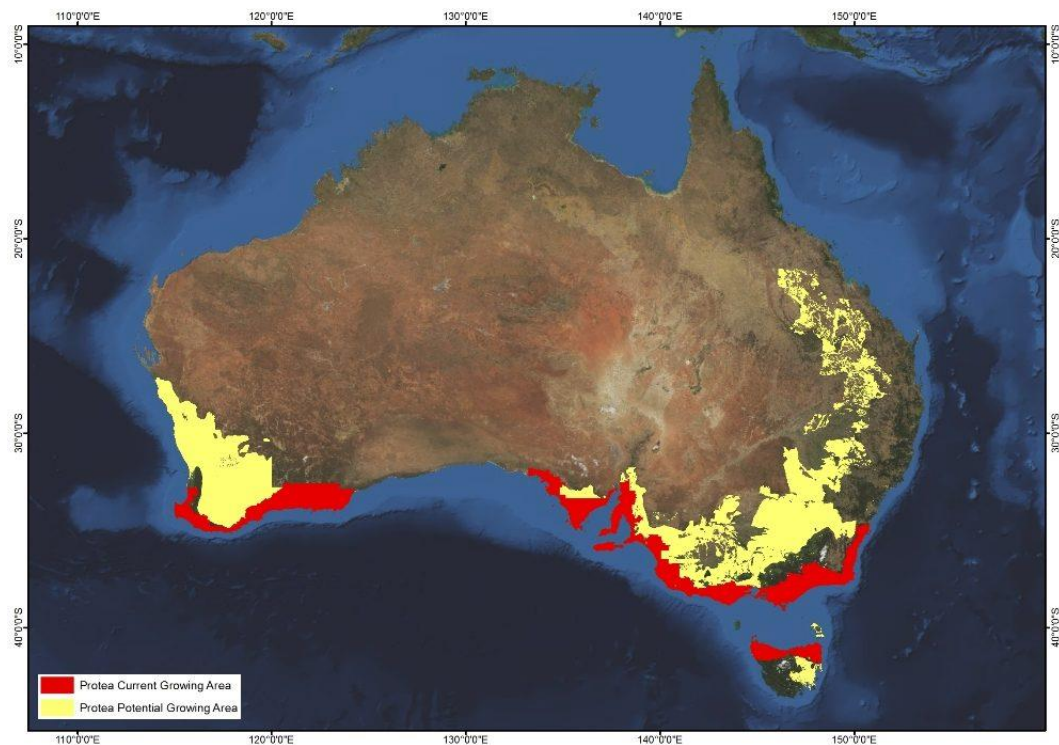 110°0'0"E 120°0'0"E 130°0'0"E 140°0'0"E 150°0'0"E
10°0'0"S 10°0'0"S
20°0'0"S 20°0'0"S
30°0'0"S 30°0'0"S
40°0'0"S 40°0'0"S
Protea Current Growing Area
Protea Potential Growing Area
110°0'0"E 120°0'0"E 130°0'0"E 140°0'0"E 150°0'0"E